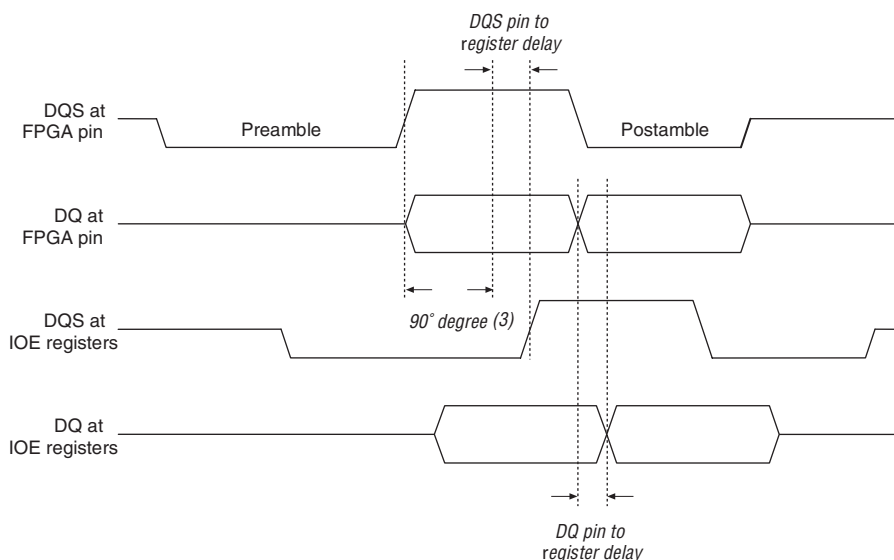 DQS pin to
register delay
DQS at
FPGA pin
Preamble
Postamble
DQ at
FPGA pin
90˚ degree (3)
DQS at
IOE registers
DQ at
IOE registers
DQ pin to
register delay